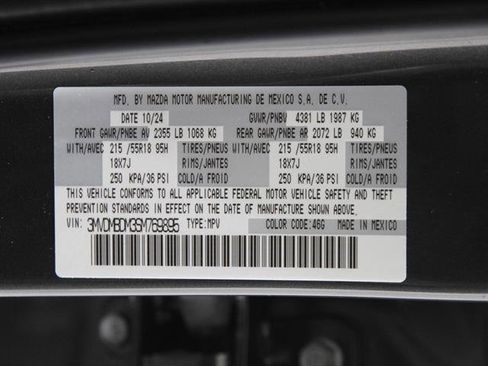 MFD. BY MAZDA MOTOR MANUFACTURING DE MEXICO S.A. DE C.V.
DATE 10/24 GVWR/PNBV 4381 LB 1987 KG
FRONT GAWR/PNBE AV 2355 LB 1068 KG REAR GAWR/PNBE AR 2072 LB 940 KG
WITH/AVEC 215 /55R18 95H TIRES/PNEUS WITH/AVEC 215 /55R18 95H TIRES/PNEUS
18X7J RIMS/JANTES 18X7J RIMS/JANTES
250 KPA/36 PSI COLD/A FROID 250 KPA/36 PSI COLD/A FROID
THIS VEHICLE CONFORMS TO ALL APPLICABLE FEDERAL MOTOR VEHICLE SAFETY AND THEFT
PREVENTION STANDARDS IN EFFECT ON THE DATE OF MANUFACTURE SHOWN ABOVE.
VIN: 3MVDMBDM3SM769896 TYPE:MPV COLOR CODE:46G MADE IN MEXICO